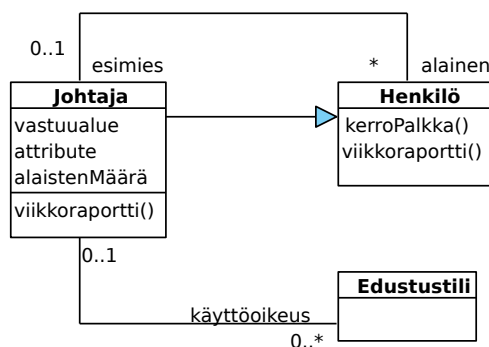 0..1
esimies
*
alainen
Johtaja
vastuualue
attribute
alaistenMäärä
viikkoraportti()
Henkilö
kerroPalkka()
viikkoraportti()
0..1
käyttöoikeus
0..*
Edustustili